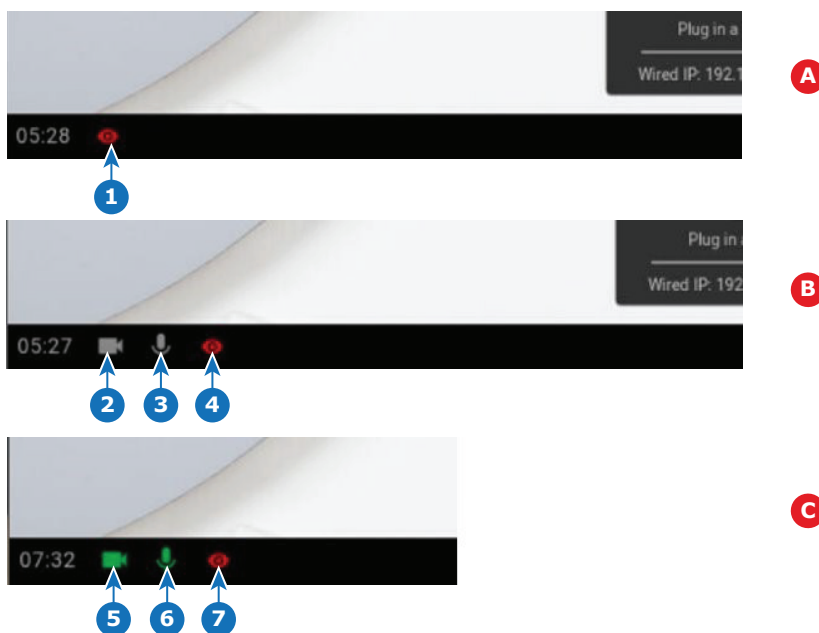 Plug in a
Wired IP: 192.1
A
05:28
1
Plug in
Wired IP: 192
B
05:27
2 3 4
C
07:32
5 6 7